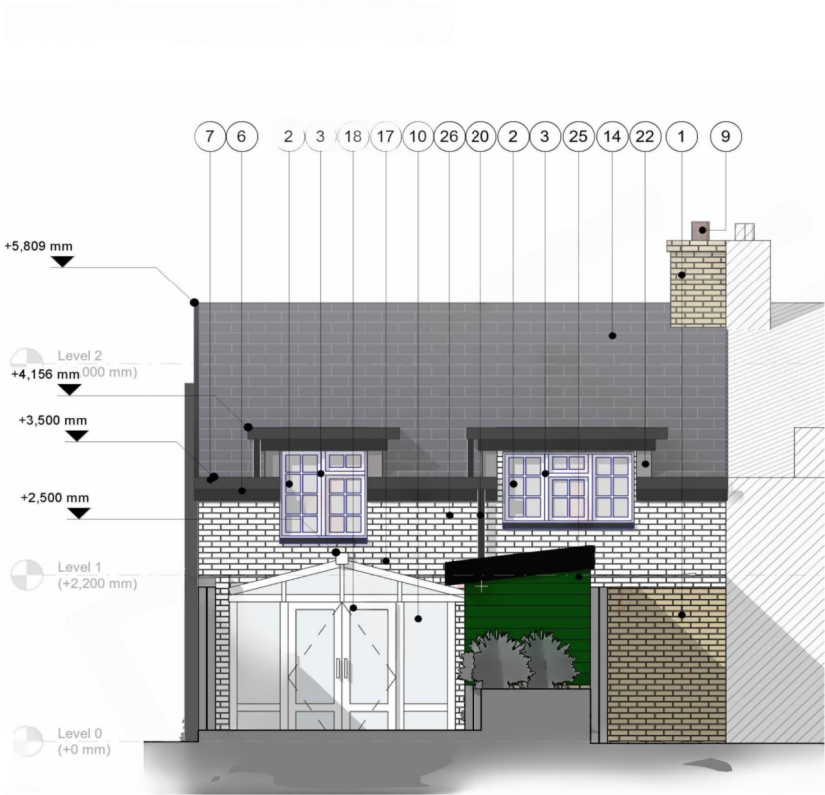 7 6 2 3 18 17 10 26 20 2 3 25 14 22 1 9
+5,809 mm
Level 2
+4,156 mm ,000 mm)
+3,500 mm
+2,500 mm
Level 1
(+2,200 mm)
Level 0
(+0 mm)